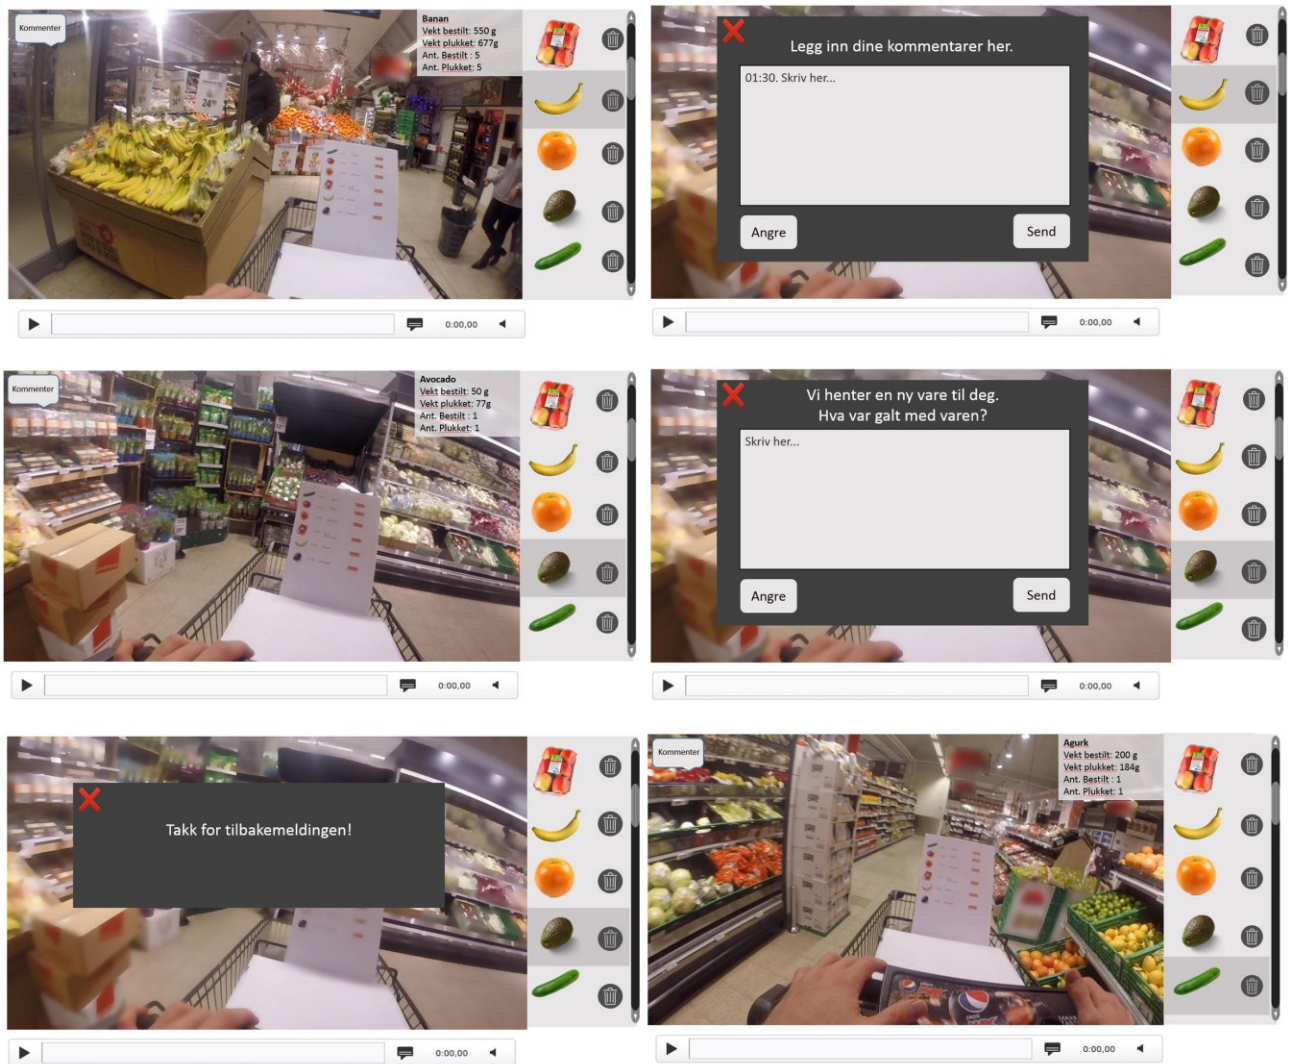 Kommenter
Banan
Vekt bestilt: 550 g
Vekt plukket: 677g
Ant. Bestilt : 5
Ant. Plukket: 5
24⁹⁰
0:00,00
Legg inn dine kommentarer her.
01:30. Skriv her...
Angre
Send
0:00,00
Kommenter
Avocado
Vekt bestilt: 50 g
Vekt plukket: 77g
Ant. Bestilt : 1
Ant. Plukket: 1
0:00,00
Vi henter en ny vare til deg.
Hva var galt med varen?
Skriv her...
Angre
Send
0:00,00
Takk for tilbakemeldingen!
0:00,00
Kommenter
Agurk
Vekt bestilt: 200 g
Vekt plukket: 184g
Ant. Bestilt : 1
Ant. Plukket: 1
pepsi
0:00,00